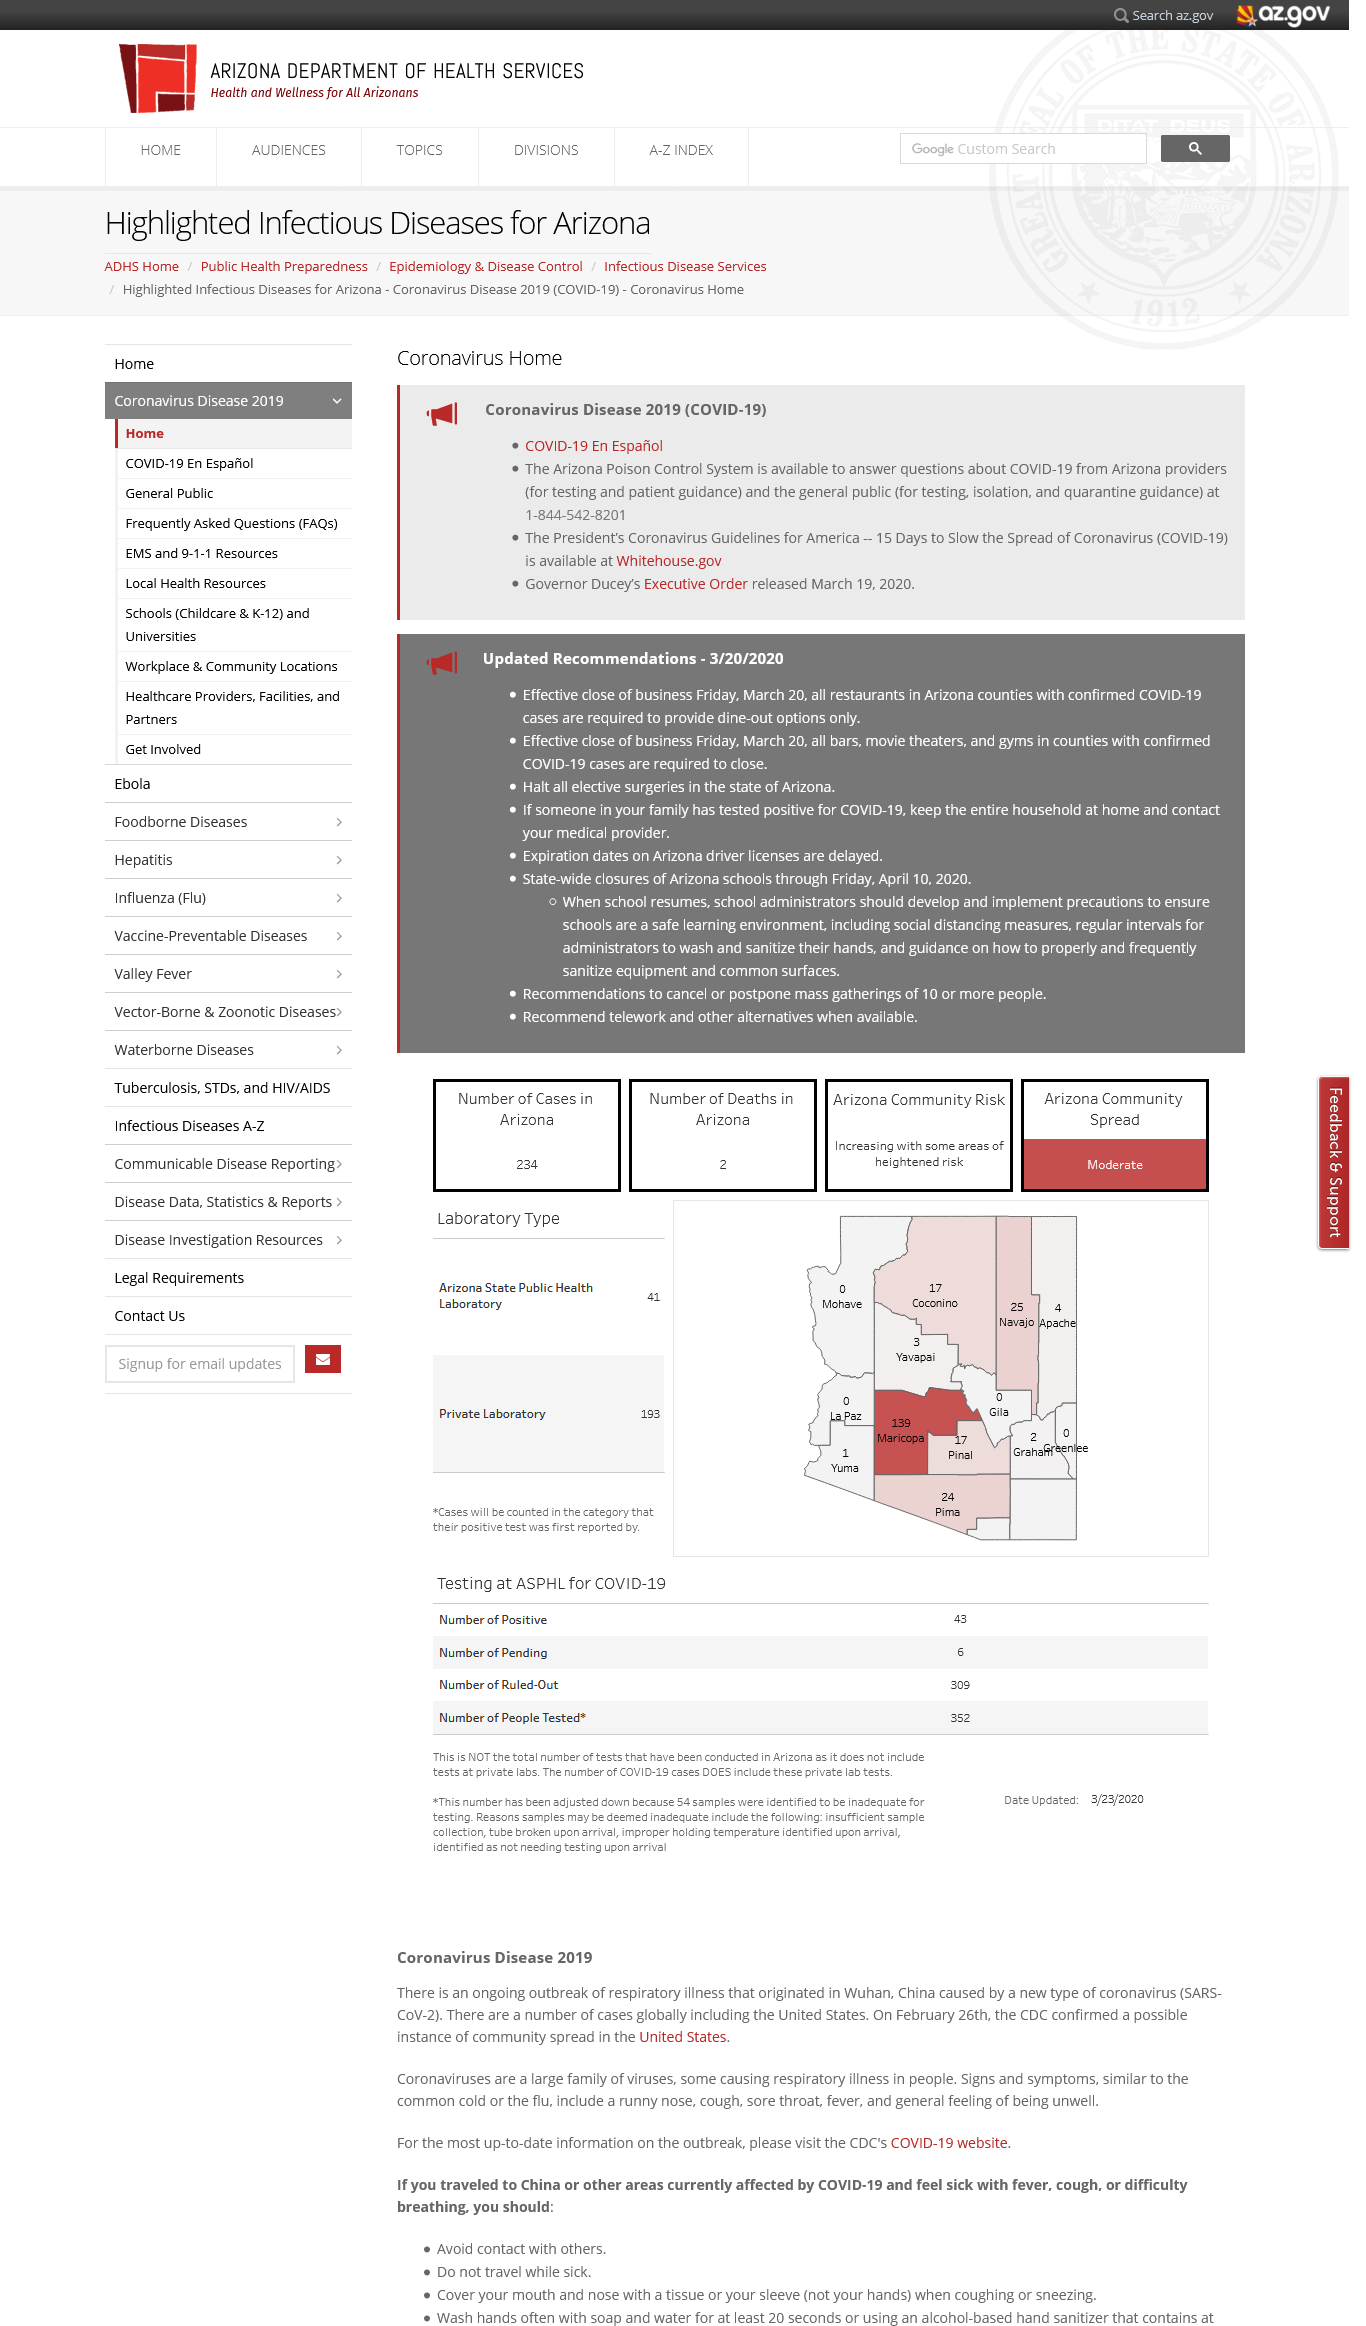 Search az.gov
az.gov
ARIZONA DEPARTMENT OF HEALTH SERVICES
Health and Wellness for All Arizonans
GREAT SEAL OF THE STATE OF ARIZONA
DITAT DEUS
1912
HOME
AUDIENCES
TOPICS
DIVISIONS
A-Z INDEX
Google Custom Search
Highlighted Infectious Diseases for Arizona
ADHS Home / Public Health Preparedness / Epidemiology & Disease Control / Infectious Disease Services
/ Highlighted Infectious Diseases for Arizona - Coronavirus Disease 2019 (COVID-19) - Coronavirus Home
Home
Coronavirus Disease 2019
Home
COVID-19 En Español
General Public
Frequently Asked Questions (FAQs)
EMS and 9-1-1 Resources
Local Health Resources
Schools (Childcare & K-12) and
Universities
Workplace & Community Locations
Healthcare Providers, Facilities, and
Partners
Get Involved
Ebola
Foodborne Diseases
Hepatitis
Influenza (Flu)
Vaccine-Preventable Diseases
Valley Fever
Vector-Borne & Zoonotic Diseases
Waterborne Diseases
Tuberculosis, STDs, and HIV/AIDS
Infectious Diseases A-Z
Communicable Disease Reporting
Disease Data, Statistics & Reports
Disease Investigation Resources
Legal Requirements
Contact Us
Signup for email updates
Coronavirus Home
Coronavirus Disease 2019 (COVID-19)
• COVID-19 En Español
• The Arizona Poison Control System is available to answer questions about COVID-19 from Arizona providers
(for testing and patient guidance) and the general public (for testing, isolation, and quarantine guidance) at
1-844-542-8201
• The President’s Coronavirus Guidelines for America -- 15 Days to Slow the Spread of Coronavirus (COVID-19)
is available at Whitehouse.gov
• Governor Ducey’s Executive Order released March 19, 2020.
Updated Recommendations - 3/20/2020
• Effective close of business Friday, March 20, all restaurants in Arizona counties with confirmed COVID-19
cases are required to provide dine-out options only.
• Effective close of business Friday, March 20, all bars, movie theaters, and gyms in counties with confirmed
COVID-19 cases are required to close.
• Halt all elective surgeries in the state of Arizona.
• If someone in your family has tested positive for COVID-19, keep the entire household at home and contact
your medical provider.
• Expiration dates on Arizona driver licenses are delayed.
• State-wide closures of Arizona schools through Friday, April 10, 2020.
○ When school resumes, school administrators should develop and implement precautions to ensure
schools are a safe learning environment, including social distancing measures, regular intervals for
administrators to wash and sanitize their hands, and guidance on how to properly and frequently
sanitize equipment and common surfaces.
• Recommendations to cancel or postpone mass gatherings of 10 or more people.
• Recommend telework and other alternatives when available.
Number of Cases in
Arizona
234
Number of Deaths in
Arizona
2
Arizona Community Risk
Increasing with some areas of
heightened risk
Arizona Community
Spread
Moderate
Feedback & Support
Laboratory Type
Arizona State Public Health
Laboratory
41
Private Laboratory
193
*Cases will be counted in the category that
their positive test was first reported by.
0
Mohave
17
Coconino
25
Navajo
4
Apache
3
Yavapai
0
La Paz
0
Gila
139
Maricopa
17
Pinal
2
Graham
0
Greenlee
1
Yuma
24
Pima
Testing at ASPHL for COVID-19
Number of Positive 43
Number of Pending 6
Number of Ruled-Out 309
Number of People Tested* 352
This is NOT the total number of tests that have been conducted in Arizona as it does not include
tests at private labs. The number of COVID-19 cases DOES include these private lab tests.
*This number has been adjusted down because 54 samples were identified to be inadequate for
testing. Reasons samples may be deemed inadequate include the following: insufficient sample
collection, tube broken upon arrival, improper holding temperature identified upon arrival,
identified as not needing testing upon arrival
Date Updated: 3/23/2020
Coronavirus Disease 2019
There is an ongoing outbreak of respiratory illness that originated in Wuhan, China caused by a new type of coronavirus (SARS-
CoV-2). There are a number of cases globally including the United States. On February 26th, the CDC confirmed a possible
instance of community spread in the United States.
Coronaviruses are a large family of viruses, some causing respiratory illness in people. Signs and symptoms, similar to the
common cold or the flu, include a runny nose, cough, sore throat, fever, and general feeling of being unwell.
For the most up-to-date information on the outbreak, please visit the CDC's COVID-19 website.
If you traveled to China or other areas currently affected by COVID-19 and feel sick with fever, cough, or difficulty
breathing, you should:
• Avoid contact with others.
• Do not travel while sick.
• Cover your mouth and nose with a tissue or your sleeve (not your hands) when coughing or sneezing.
• Wash hands often with soap and water for at least 20 seconds or using an alcohol-based hand sanitizer that contains at